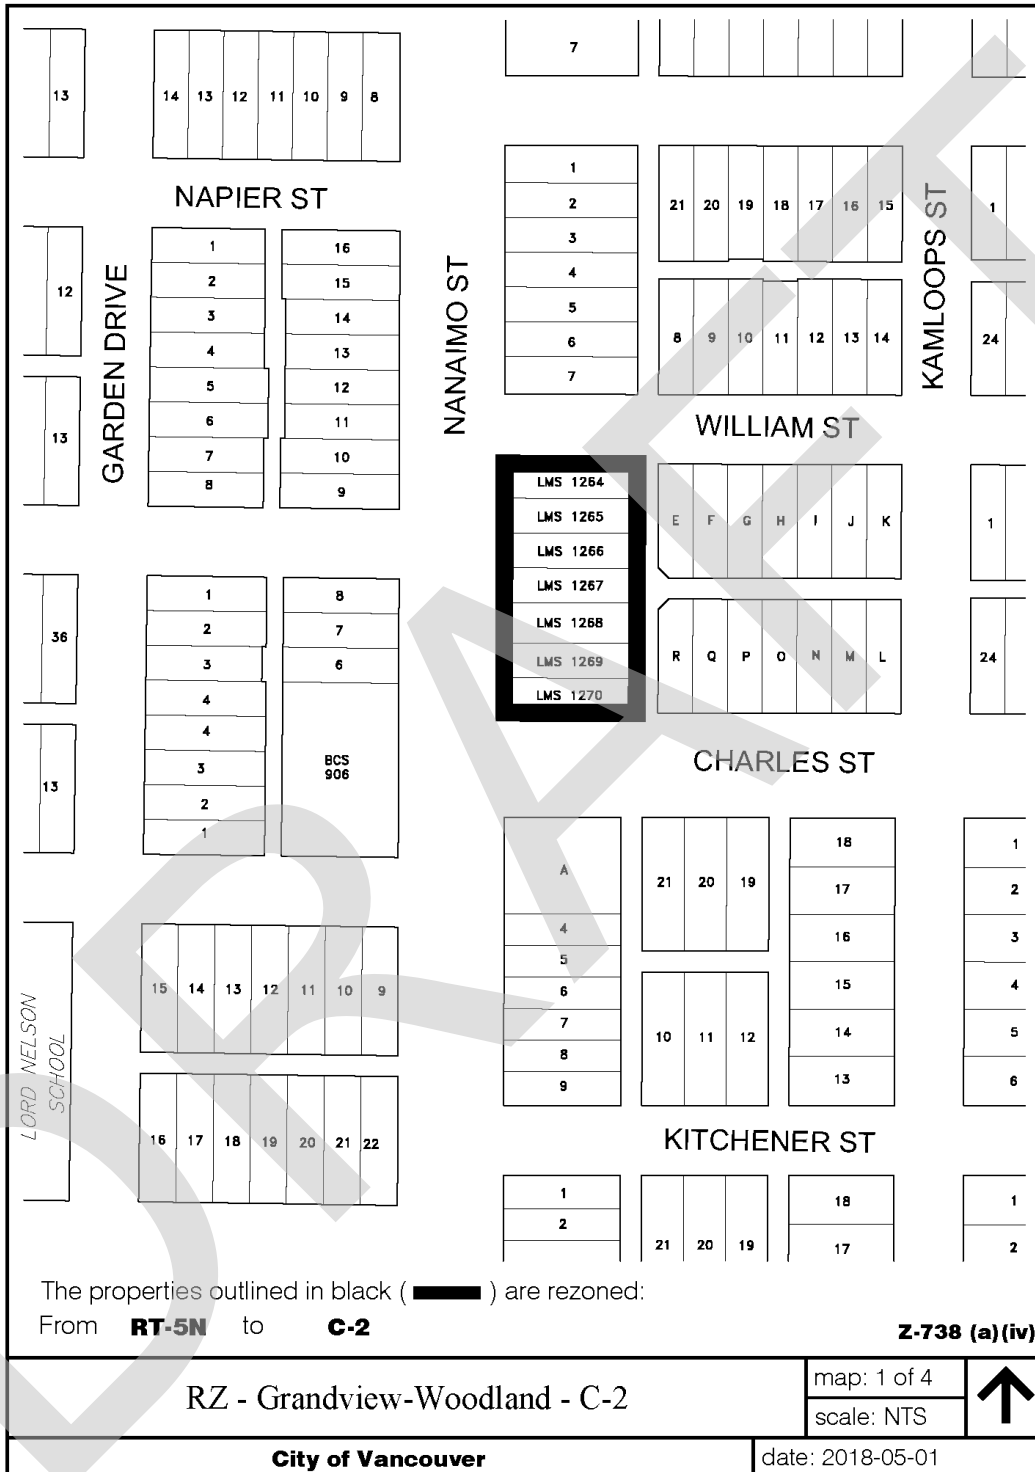 7
13
14 13 12 11 10 9 8
NAPIER ST
1
2
3
4
5
6
7
21 20 19 18 17 16 15
8 9 10 11 12 13 14
KAMLOOPS ST
1
24
12
13
GARDEN DRIVE
1
2
3
4
5
6
7
8
16
15
14
13
12
11
10
9
NANAIMO ST
WILLIAM ST
LMS 1264
LMS 1265
LMS 1266
LMS 1267
LMS 1268
LMS 1269
LMS 1270
E F G H I J K
R Q P O N M L
1
24
36
13
1
2
3
4
4
3
2
1
8
7
6
BCS
906
CHARLES ST
A
4
5
6
7
8
9
21 20 19
10 11 12
18
17
16
15
14
13
1
2
3
4
5
6
LORD NELSON
SCHOOL
15 14 13 12 11 10 9
16 17 18 19 20 21 22
KITCHENER ST
1
2
21 20 19
18
17
1
2
DRAFT
The properties outlined in black ( ) are rezoned:
From RT-5N to C-2
Z-738 (a)(iv)
RZ - Grandview-Woodland - C-2
map: 1 of 4
scale: NTS
City of Vancouver
date: 2018-05-01